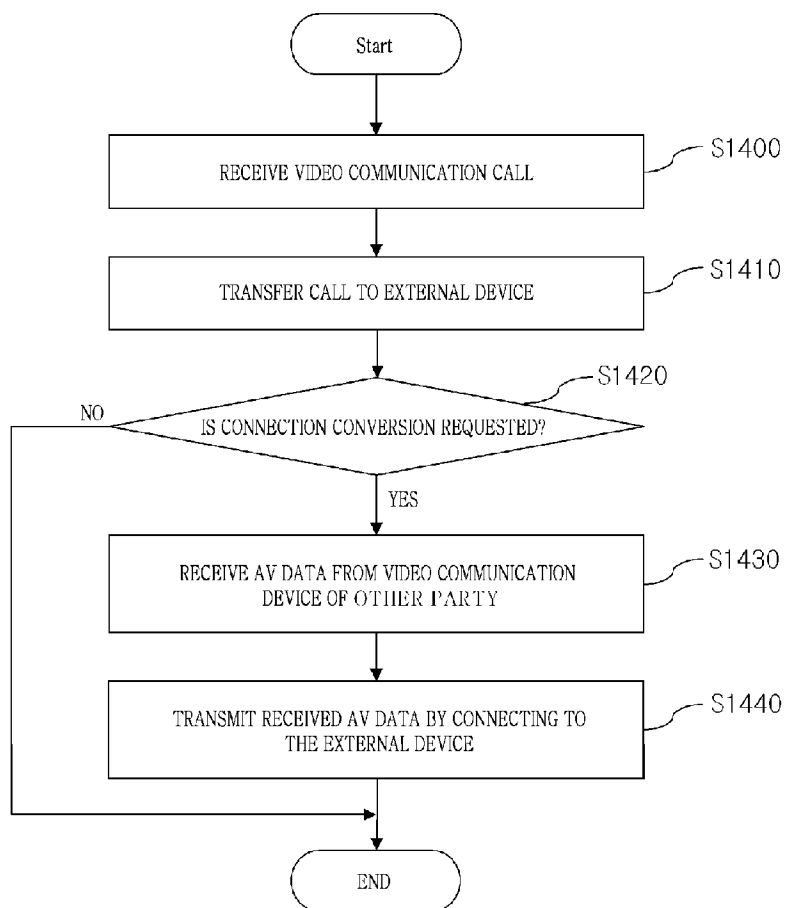 Start
RECEIVE VIDEO COMMUNICATION CALL
S1400
TRANSFER CALL TO EXTERNAL DEVICE
S1410
S1420
IS CONNECTION CONVERSION REQUESTED?
NO
YES
RECEIVE AV DATA FROM VIDEO COMMUNICATION
DEVICE OF OTHER PARTY
S1430
TRANSMIT RECEIVED AV DATA BY CONNECTING TO
THE EXTERNAL DEVICE
S1440
END